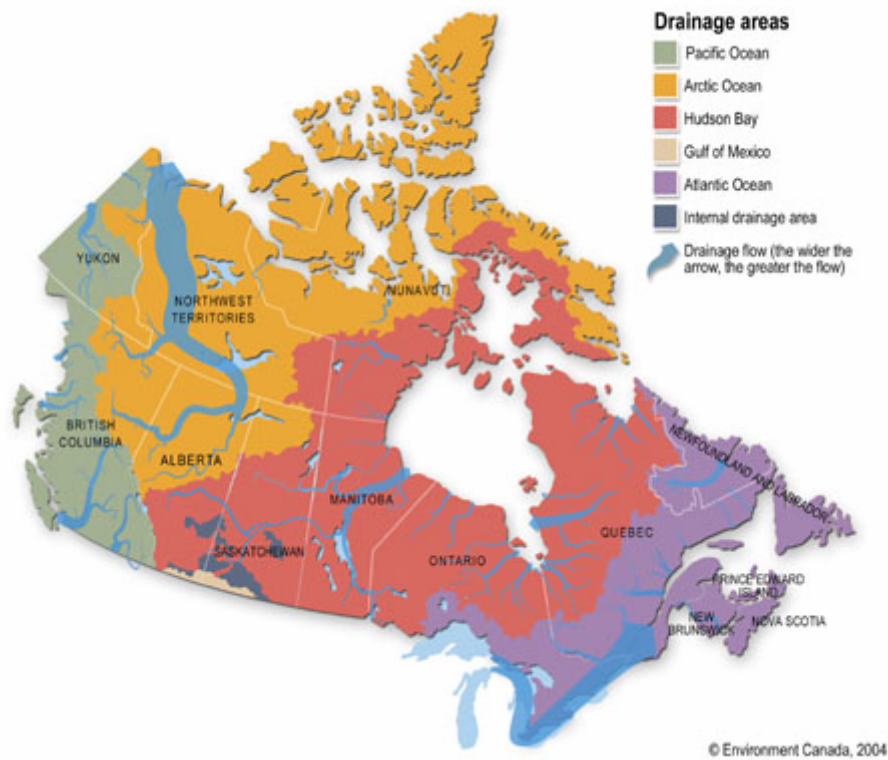 Drainage areas
Pacific Ocean
Arctic Ocean
Hudson Bay
Gulf of Mexico
Atlantic Ocean
Internal drainage area
Drainage flow (the wider the
arrow, the greater the flow)
YUKON
NORTHWEST
TERRITORIES
NUNAVUT
BRITISH
COLUMBIA
ALBERTA
SASKATCHEWAN
MANITOBA
ONTARIO
QUEBEC
NEWFOUNDLAND AND LABRADOR
PRINCE EDWARD
ISLAND
NEW
BRUNSWICK
NOVA SCOTIA
© Environment Canada, 2004